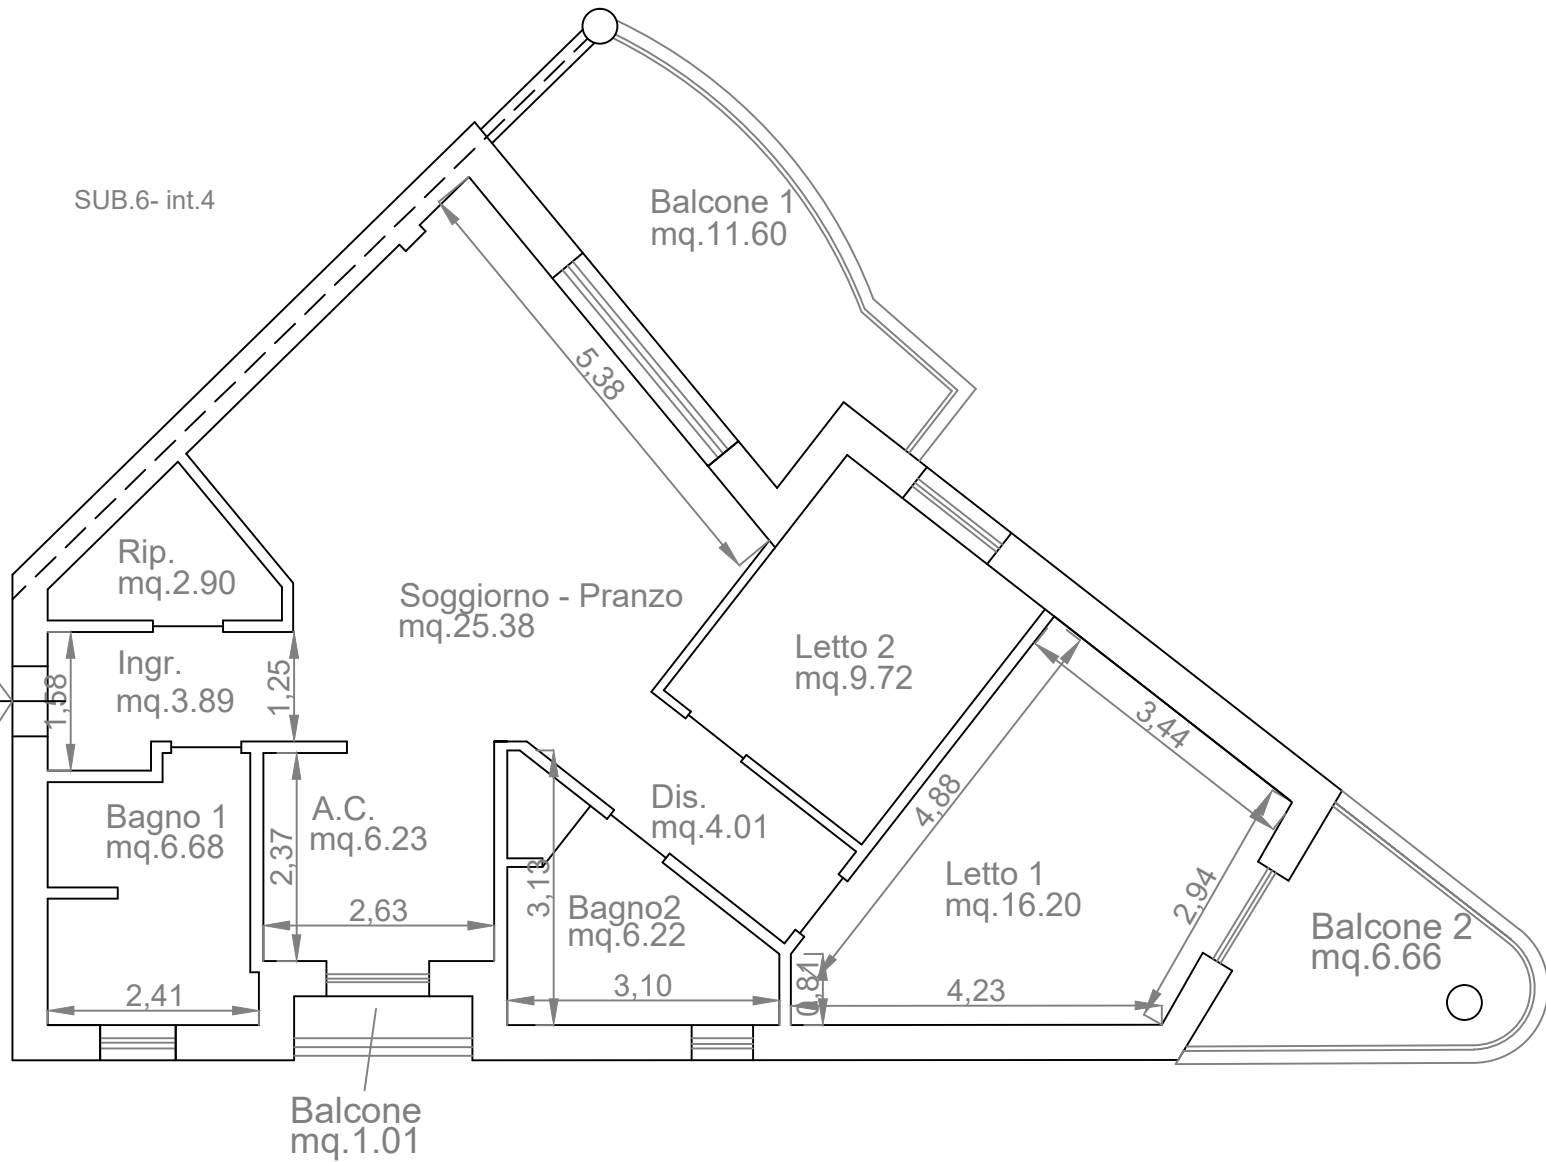 SUB.6- int.4
Balcone 1
mq.11.60
5,38
Rip.
mq.2.90
Soggiorno - Pranzo
mq.25.38
Ingr.
mq.3.89
1,58
1,25
Letto 2
mq.9.72
3,44
4,88
Bagno 1
mq.6.68
A.C.
mq.6.23
2,37
2,63
Dis.
mq.4.01
3,13
Bagno2
mq.6.22
Letto 1
mq.16.20
2,94
Balcone 2
mq.6.66
2,41
3,10
0,81
4,23
Balcone
mq.1.01